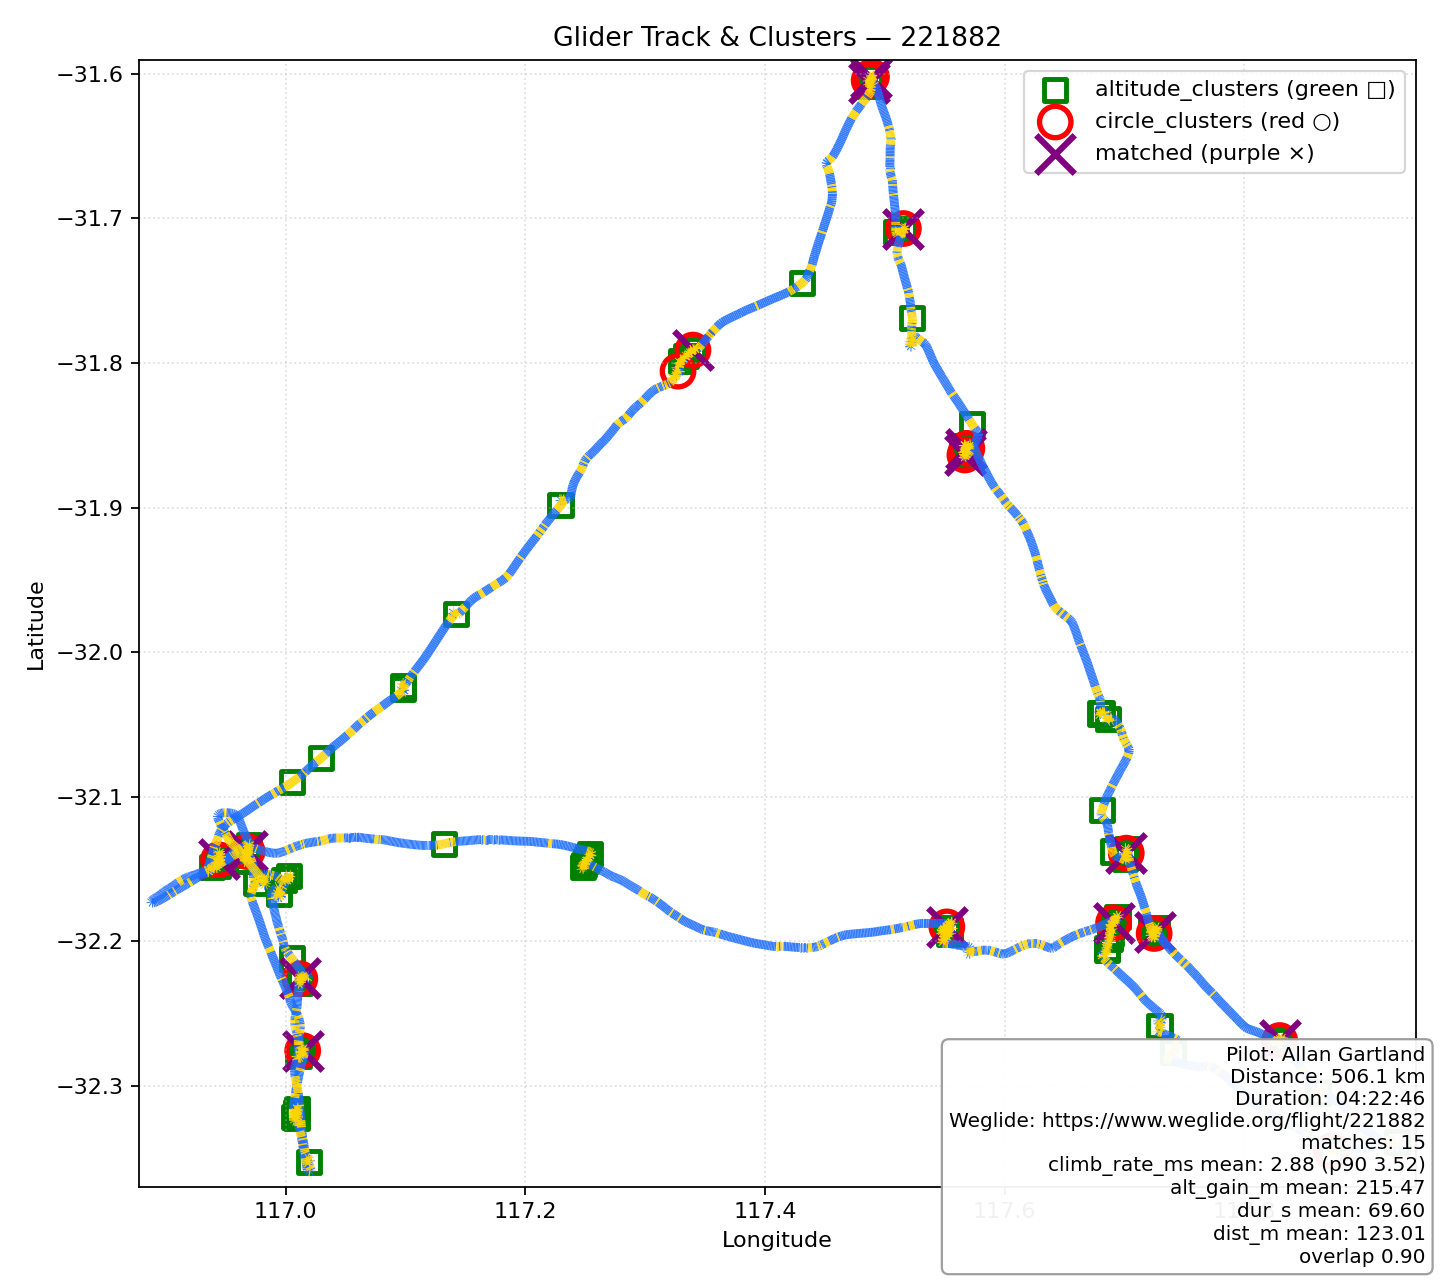 Glider Track & Clusters — 221882
altitude_clusters (green □)
circle_clusters (red ○)
matched (purple ×)
−31.6
−31.7
−31.8
−31.9
−32.0
−32.1
−32.2
−32.3
Latitude
117.0
117.2
117.4
117.6
Longitude
Pilot: Allan Gartland
Distance: 506.1 km
Duration: 04:22:46
Weglide: https://www.weglide.org/flight/221882
matches: 15
climb_rate_ms mean: 2.88 (p90 3.52)
alt_gain_m mean: 215.47
dur_s mean: 69.60
dist_m mean: 123.01
overlap 0.90